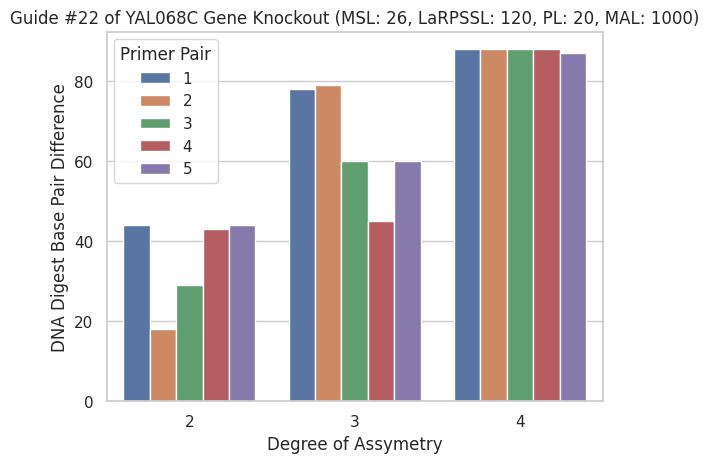 Guide #22 of YAL068C Gene Knockout (MSL: 26, LaRPSSL: 120, PL: 20, MAL: 1000)
Primer Pair
1
2
3
4
5
DNA Digest Base Pair Difference
80
60
40
20
0
2 3 4
Degree of Assymetry